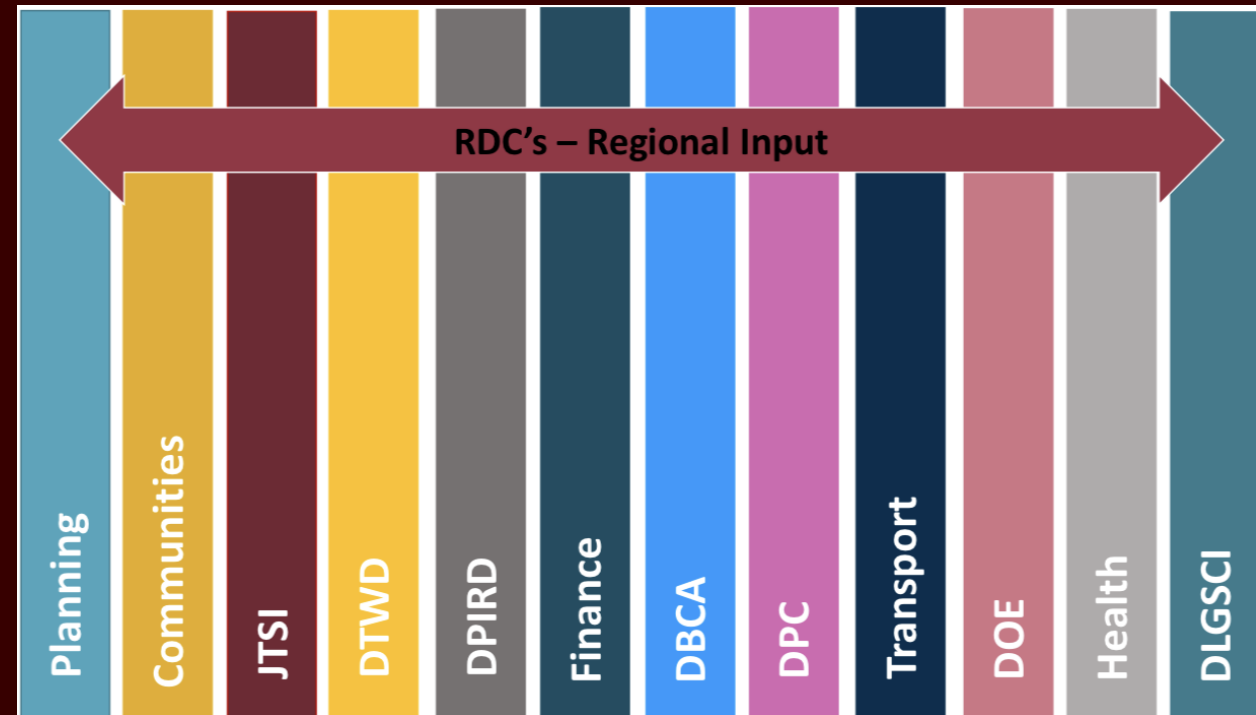 RDC's – Regional Input
Planning
Communities
JTSI
DTWD
DPIRD
Finance
DBCA
DPC
Transport
DOE
Health
DLGSCI